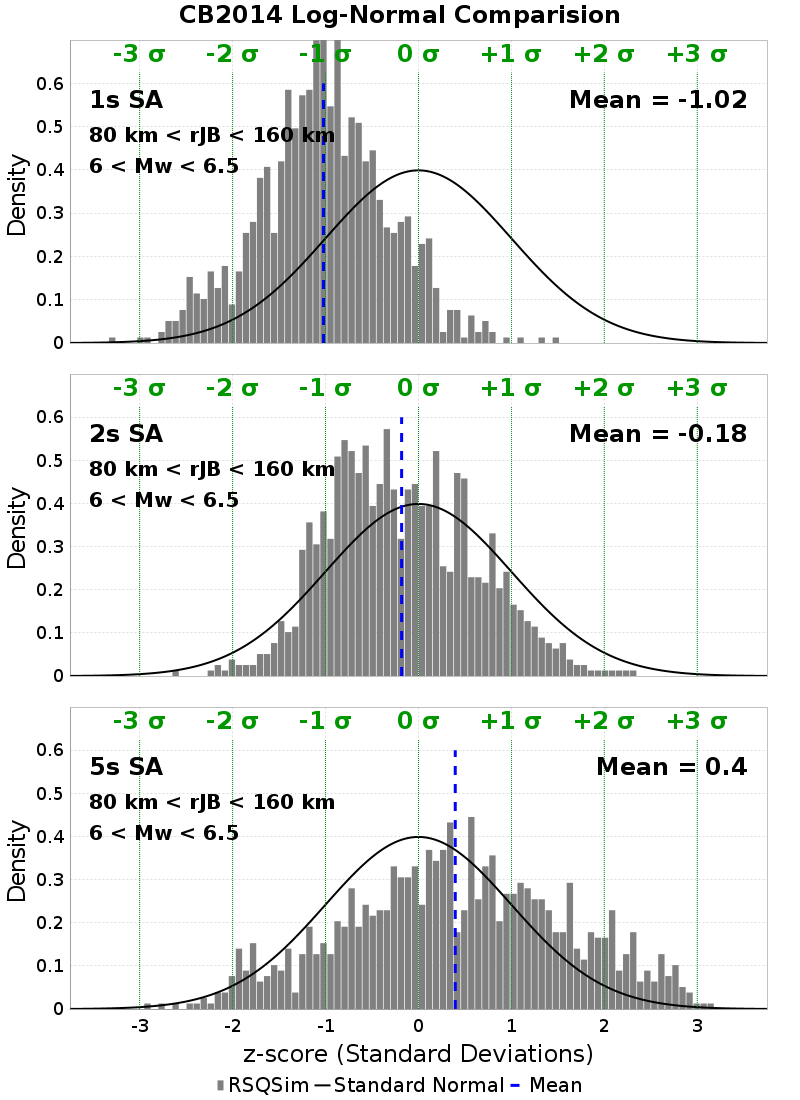 CB2014 Log-Normal Comparision
-3 σ -2 σ -1 σ 0 σ +1 σ +2 σ +3 σ
1s SA
Mean = -1.02
80 km < rJB < 160 km
6 < Mw < 6.5
0.6
0.5
0.4
0.3
0.2
0.1
0
Density
-3 σ -2 σ -1 σ 0 σ +1 σ +2 σ +3 σ
2s SA
Mean = -0.18
80 km < rJB < 160 km
6 < Mw < 6.5
0.6
0.5
0.4
0.3
0.2
0.1
0
Density
-3 σ -2 σ -1 σ 0 σ +1 σ +2 σ +3 σ
5s SA
Mean = 0.4
80 km < rJB < 160 km
6 < Mw < 6.5
0.6
0.5
0.4
0.3
0.2
0.1
0
Density
-3 -2 -1 0 1 2 3
z-score (Standard Deviations)
RSQSim Standard Normal Mean